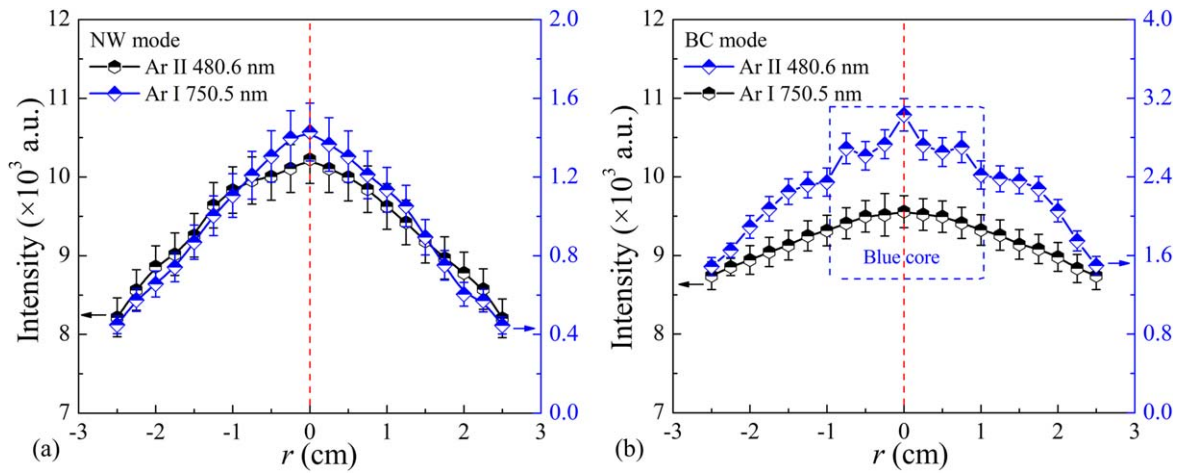 12
11
10
9
8
7
Intensity (×10³ a.u.)
NW mode
Ar II 480.6 nm
Ar I 750.5 nm
2.0
1.6
1.2
0.8
0.4
0.0
-3 -2 -1 0 1 2 3
(a)
r (cm)
12
11
10
9
8
7
Intensity (×10³ a.u.)
BC mode
Ar II 480.6 nm
Ar I 750.5 nm
Blue core
4.0
3.2
2.4
1.6
0.8
0.0
-3 -2 -1 0 1 2 3
(b)
r (cm)